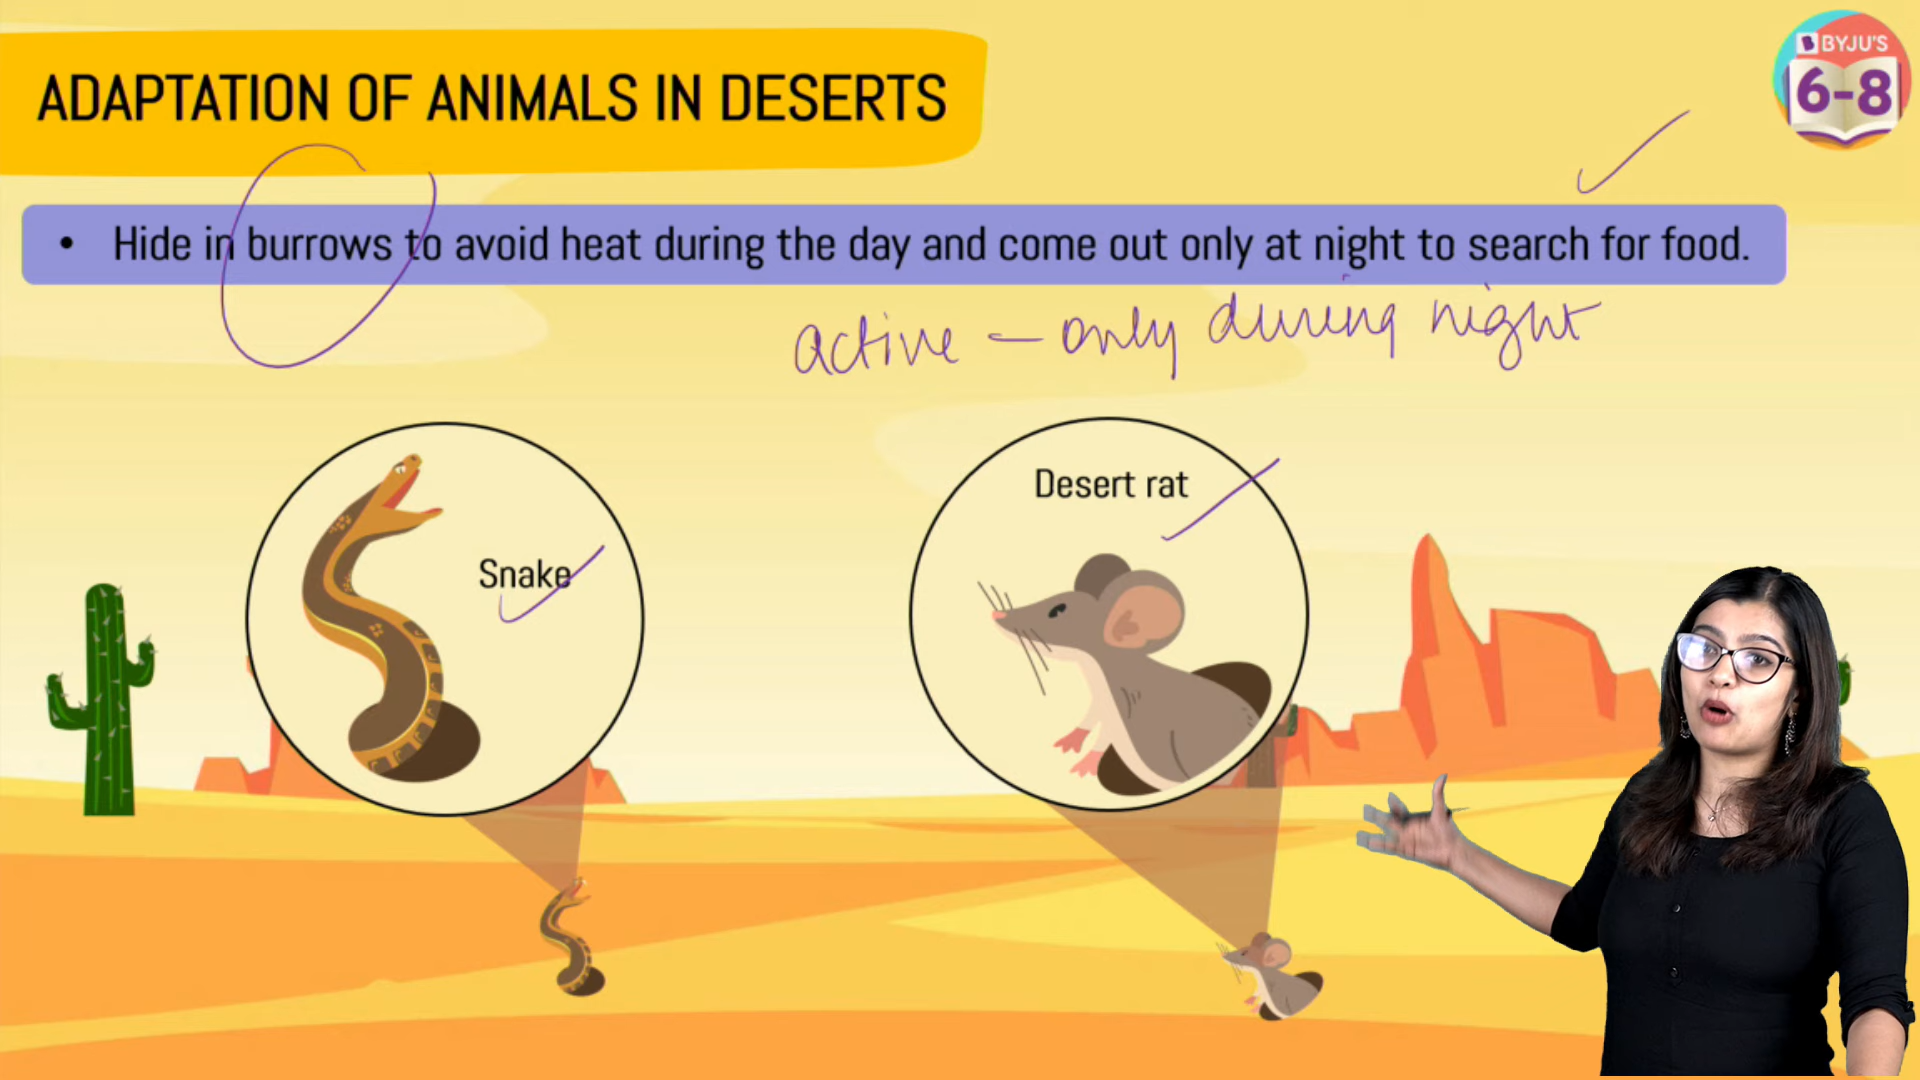 BYJU'S
6-8
ADAPTATION OF ANIMALS IN DESERTS
• Hide in burrows to avoid heat during the day and come out only at night to search for food.
active – only during night
Desert rat
Snake